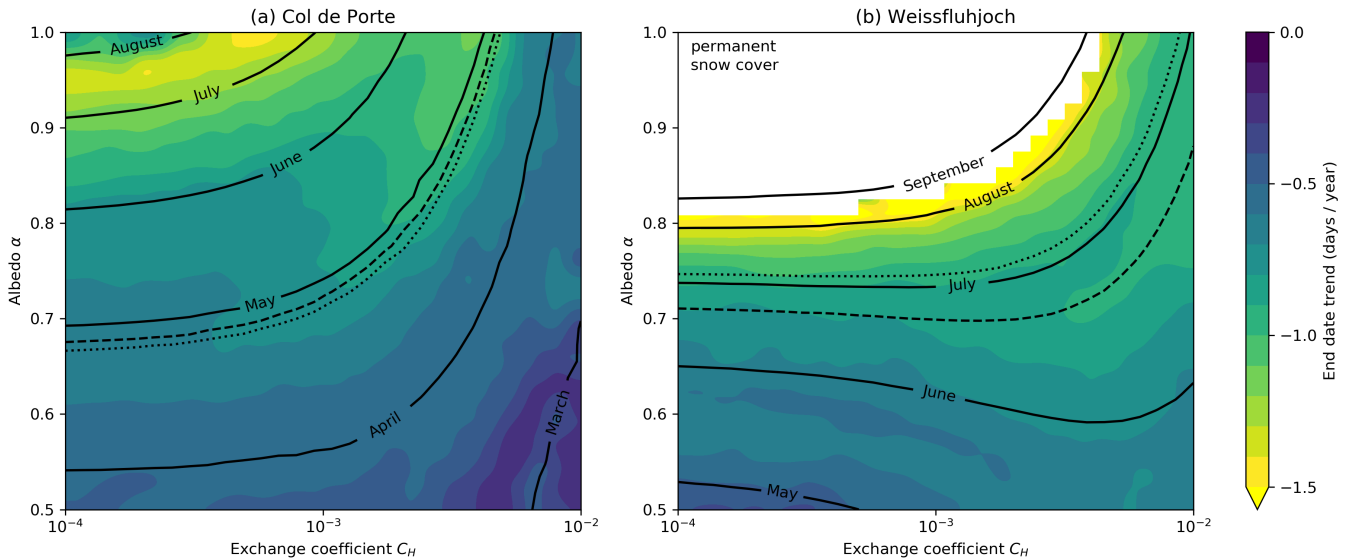 (a) Col de Porte
1.0
0.9
0.8
0.7
0.6
0.5
Albedo α
August
July
June
May
April
March
10⁻⁴
10⁻³
10⁻²
Exchange coefficient C_H
(b) Weissfluhjoch
permanent
snow cover
1.0
0.9
0.8
0.7
0.6
0.5
Albedo α
September
August
July
June
May
10⁻⁴
10⁻³
10⁻²
Exchange coefficient C_H
0.0
−0.5
−1.0
−1.5
End date trend (days / year)